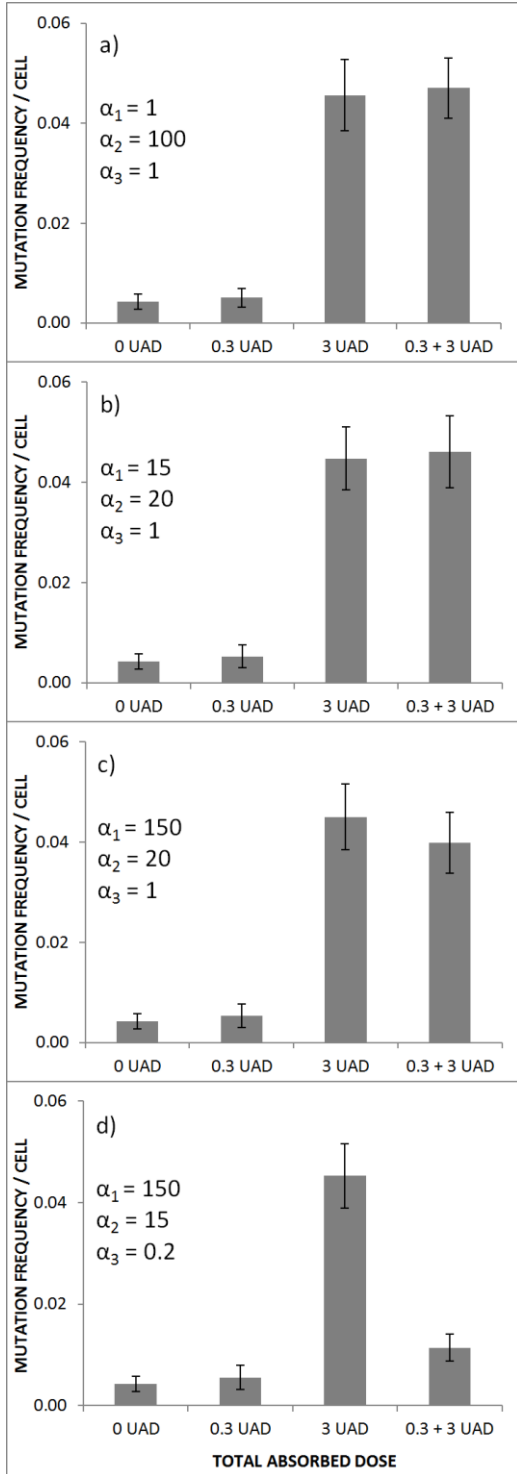 MUTATION FREQUENCY / CELL
0.06
0.04
0.02
0.00
a)
α₁ = 1
α₂ = 100
α₃ = 1
0 UAD 0.3 UAD 3 UAD 0.3 + 3 UAD
MUTATION FREQUENCY / CELL
0.06
0.04
0.02
0.00
b)
α₁ = 15
α₂ = 20
α₃ = 1
0 UAD 0.3 UAD 3 UAD 0.3 + 3 UAD
MUTATION FREQUENCY / CELL
0.06
0.04
0.02
0.00
c)
α₁ = 150
α₂ = 20
α₃ = 1
0 UAD 0.3 UAD 3 UAD 0.3 + 3 UAD
MUTATION FREQUENCY / CELL
0.06
0.04
0.02
0.00
d)
α₁ = 150
α₂ = 15
α₃ = 0.2
0 UAD 0.3 UAD 3 UAD 0.3 + 3 UAD
TOTAL ABSORBED DOSE